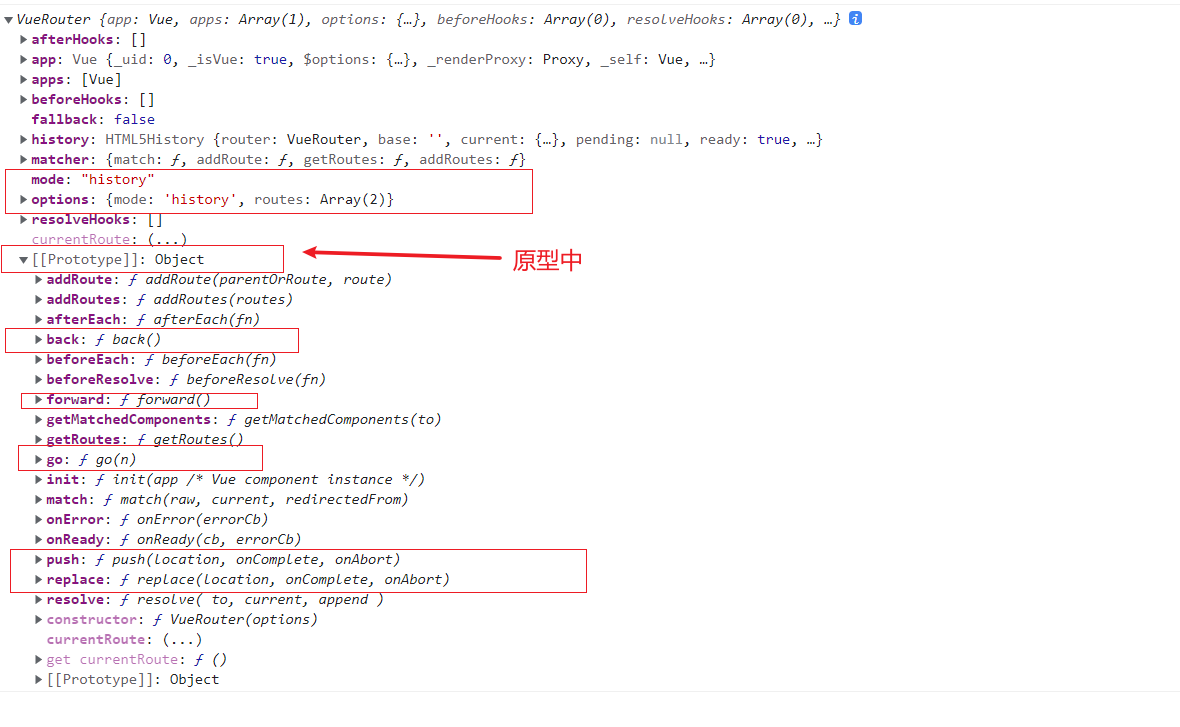 VueRouter {app: Vue, apps: Array(1), options: {…}, beforeHooks: Array(0), resolveHooks: Array(0), …} i
afterHooks: []
app: Vue {_uid: 0, _isVue: true, $options: {…}, _renderProxy: Proxy, _self: Vue, …}
apps: [Vue]
beforeHooks: []
fallback: false
history: HTML5History {router: VueRouter, base: '', current: {…}, pending: null, ready: true, …}
matcher: {match: ƒ, addRoute: ƒ, getRoutes: ƒ, addRoutes: ƒ}
mode: "history"
options: {mode: 'history', routes: Array(2)}
resolveHooks: []
currentRoute: (...)
[[Prototype]]: Object
原型中
addRoute: ƒ addRoute(parentOrRoute, route)
addRoutes: ƒ addRoutes(routes)
afterEach: ƒ afterEach(fn)
back: ƒ back()
beforeEach: ƒ beforeEach(fn)
beforeResolve: ƒ beforeResolve(fn)
forward: ƒ forward()
getMatchedComponents: ƒ getMatchedComponents(to)
getRoutes: ƒ getRoutes()
go: ƒ go(n)
init: ƒ init(app /* Vue component instance */)
match: ƒ match(raw, current, redirectedFrom)
onError: ƒ onError(errorCb)
onReady: ƒ onReady(cb, errorCb)
push: ƒ push(location, onComplete, onAbort)
replace: ƒ replace(location, onComplete, onAbort)
resolve: ƒ resolve( to, current, append )
constructor: ƒ VueRouter(options)
currentRoute: (...)
get currentRoute: ƒ ()
[[Prototype]]: Object